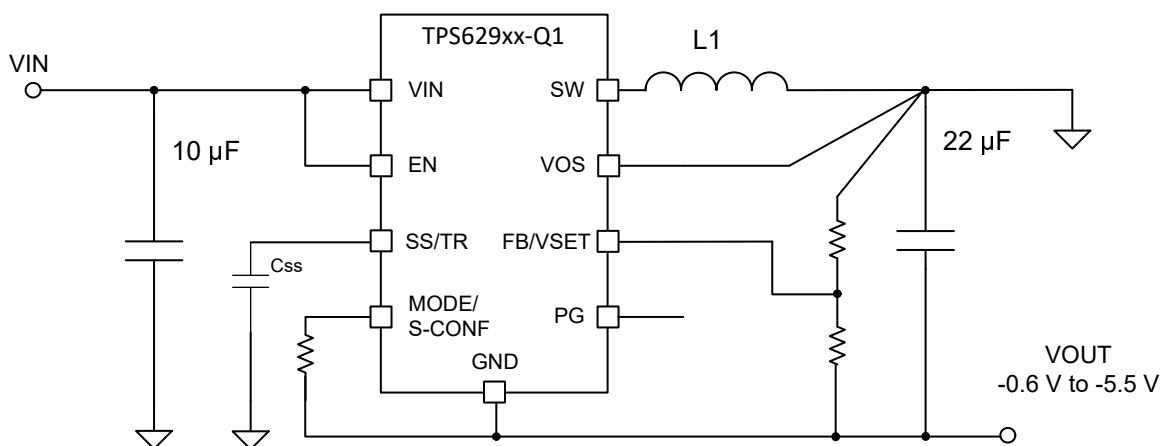 TPS629xx-Q1
L1
VIN
VIN
SW
10 µF
22 µF
EN
VOS
SS/TR
FB/VSET
Css
MODE/
S-CONF
PG
GND
VOUT
-0.6 V to -5.5 V